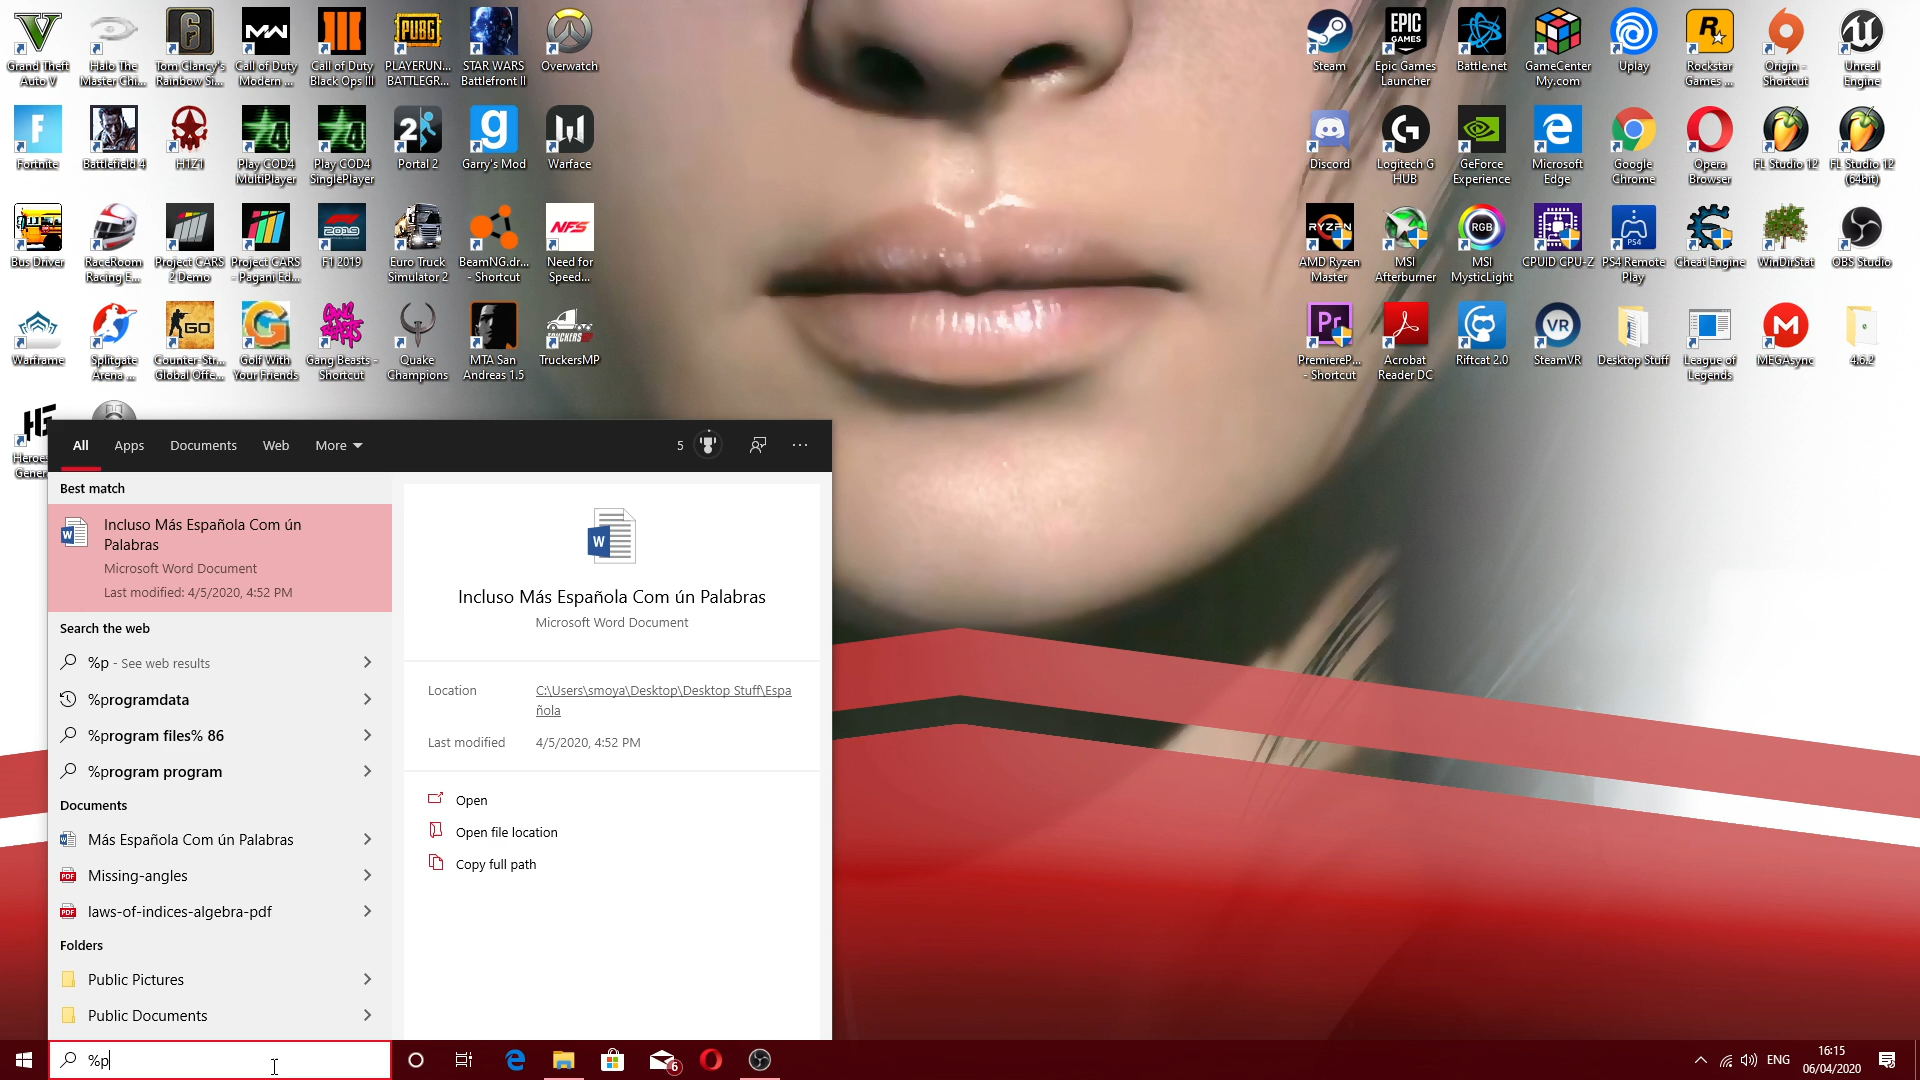 Grand Theft Auto V
Halo The Master Chi...
Tom Clancy's Rainbow Si...
Call of Duty Modern ...
Call of Duty Black Ops III
PLAYERUN... BATTLEGR...
STAR WARS Battlefront II
Overwatch
Steam
Epic Games Launcher
Battle.net
GameCenter My.com
Uplay
Rockstar Games ...
Origin - Shortcut
Unreal Engine
Fortnite
Battlefield 4
H1Z1
Play COD4 MultiPlayer
Play COD4 SinglePlayer
Portal 2
Garry's Mod
Warface
Discord
Logitech G HUB
GeForce Experience
Microsoft Edge
Google Chrome
Opera Browser
FL Studio 12
FL Studio 12 (64bit)
Bus Driver
RaceRoom Racing E...
Project CARS 2 Demo
Project CARS - Pagani Ed...
F1 2019
Euro Truck Simulator 2
BeamNG.dr... - Shortcut
Need for Speed...
AMD Ryzen Master
MSI Afterburner
MSI MysticLight
CPUID CPU-Z
PS4 Remote Play
Cheat Engine
WinDirStat
OBS Studio
Warframe
Splitgate Arena ...
Counter-Str... Global Offe...
Golf With Your Friends
Gang Beasts - Shortcut
Quake Champions
MTA San Andreas 1.5
TruckersMP
PremiereP... - Shortcut
Acrobat Reader DC
Riftcat 2.0
SteamVR
Desktop Stuff
League of Legends
MEGAsync
4.6.2
All Apps Documents Web More 5
Best match
Incluso Más Española Com ún
Palabras
Microsoft Word Document
Last modified: 4/5/2020, 4:52 PM
Search the web
%p - See web results
%programdata
%program files% 86
%program program
Documents
Más Española Com ún Palabras
Missing-angles
laws-of-indices-algebra-pdf
Folders
Public Pictures
Public Documents
Incluso Más Española Com ún Palabras
Microsoft Word Document
Location C:\Users\smoya\Desktop\Desktop Stuff\Espa
ñola
Last modified 4/5/2020, 4:52 PM
Open
Open file location
Copy full path
%p
6
ENG
16:15
06/04/2020